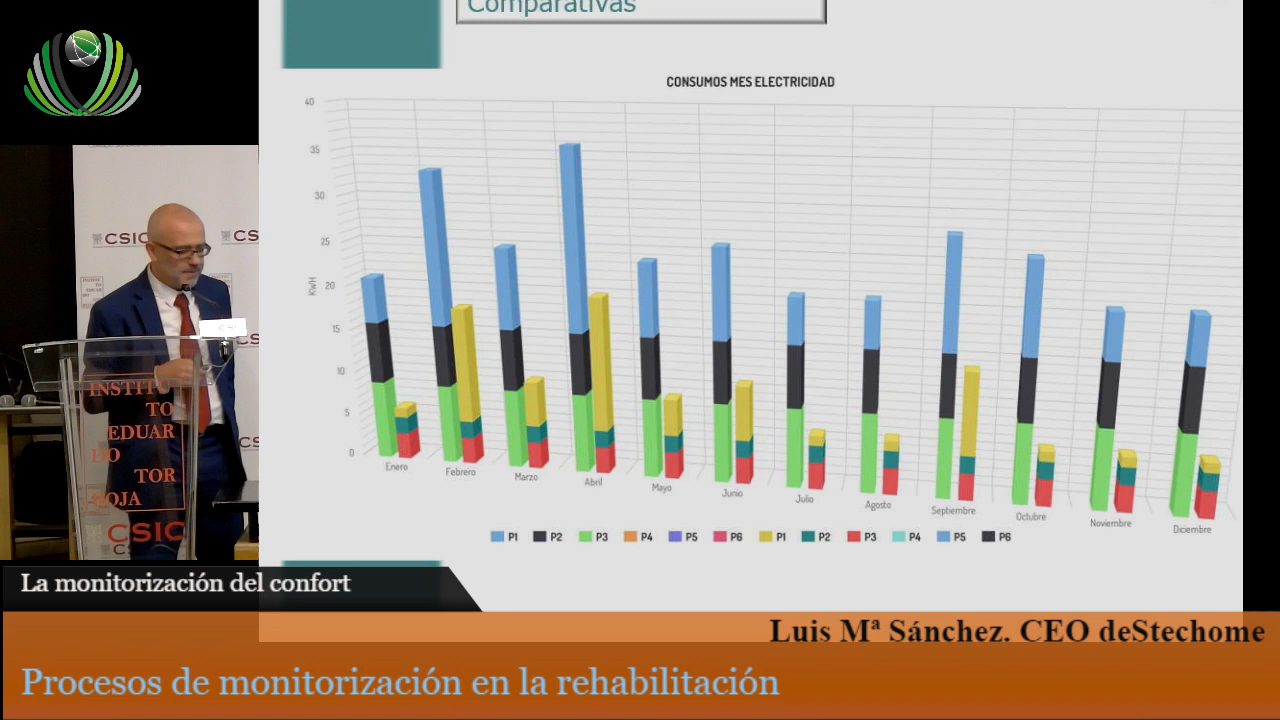 Comparativas
CONSUMOS MES ELECTRICIDAD
40
35
30
25
20
15
10
5
0
KWH
Enero
Febrero
Marzo
Abril
Mayo
Junio
Julio
Agosto
Septiembre
Octubre
Noviembre
Diciembre
P1 P2 P3 P4 P5 P6 P1 P2 P3 P4 P5 P6
CSIC
CSIC
INSTITU
TO
EDUAR
DO
TOR
ROJA
CSIC
La monitorización del confort
Luis Mª Sánchez. CEO deStechome
Procesos de monitorización en la rehabilitación